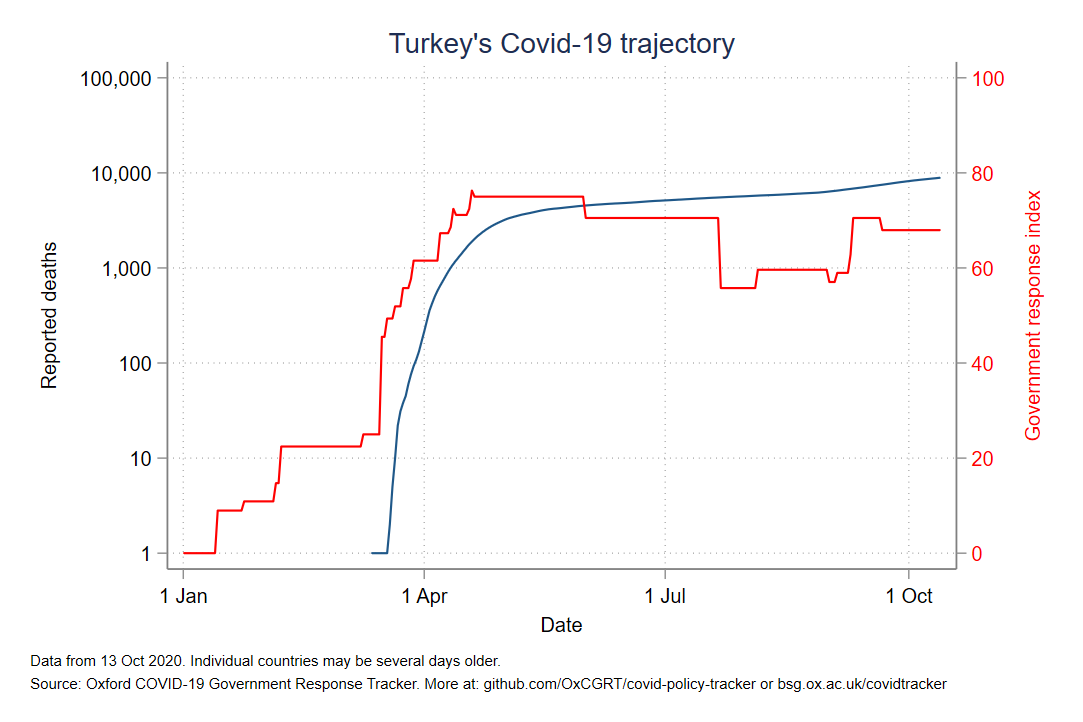 Turkey's Covid-19 trajectory
100,000
10,000
1,000
100
10
1
Reported deaths
100
80
60
40
20
0
Government response index
1 Jan
1 Apr
1 Jul
1 Oct
Date
Data from 13 Oct 2020. Individual countries may be several days older.
Source: Oxford COVID-19 Government Response Tracker. More at: github.com/OxCGRT/covid-policy-tracker or bsg.ox.ac.uk/covidtracker